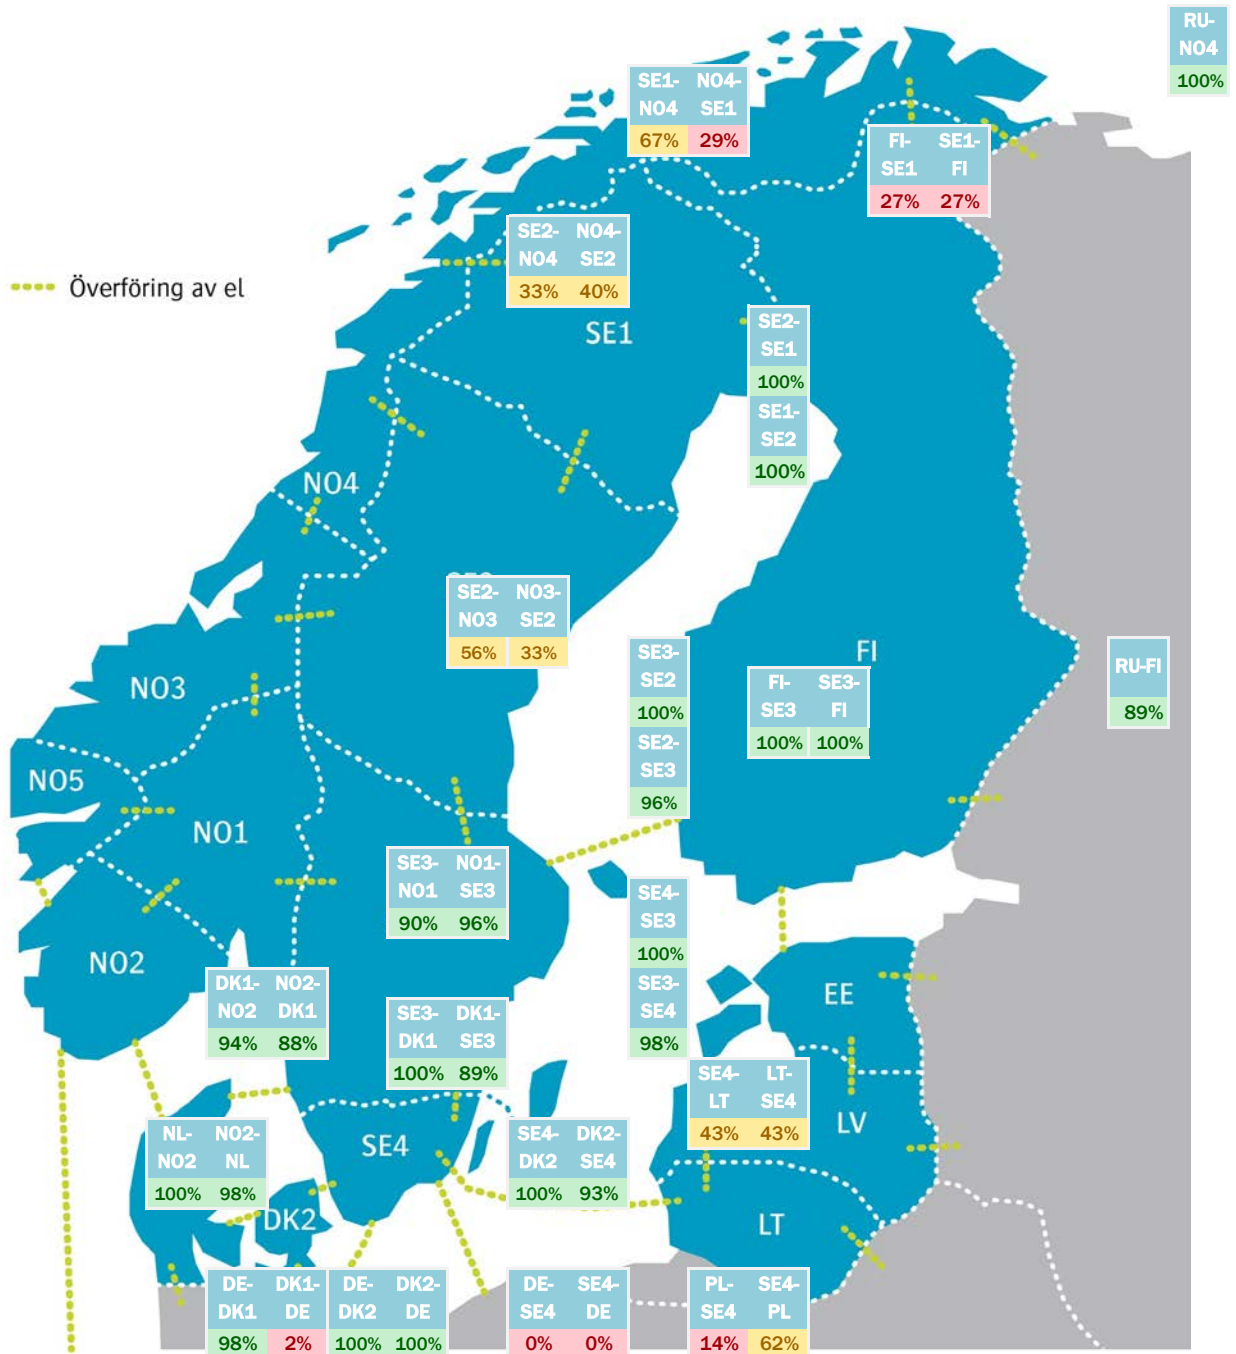 RU-
NO4
100%
SE1- NO4-
NO4 SE1
67% 29%
FI- SE1-
SE1 FI
27% 27%
SE2- NO4-
NO4 SE2
33% 40%
Överföring av el
SE1
SE2-
SE1
100%
SE1-
SE2
100%
NO4
SE2- NO3-
NO3 SE2
56% 33%
FI
SE3-
SE2
100%
SE2-
SE3
96%
FI- SE3-
SE3 FI
100% 100%
RU-FI
89%
NO3
NO5
NO1
SE3- NO1-
NO1 SE3
90% 96%
SE4-
SE3
100%
SE3-
SE4
98%
NO2
EE
DK1- NO2-
NO2 DK1
94% 88%
SE3- DK1-
DK1 SE3
100% 89%
SE4- LT-
LT SE4
43% 43%
LV
SE4
NL- NO2-
NO2 NL
100% 98%
SE4- DK2-
DK2 SE4
100% 93%
DK2
LT
DE- DK1- DE- DK2-
DK1 DE DK2 DE
98% 2% 100% 100%
DE- SE4-
SE4 DE
0% 0%
PL- SE4-
SE4 PL
14% 62%